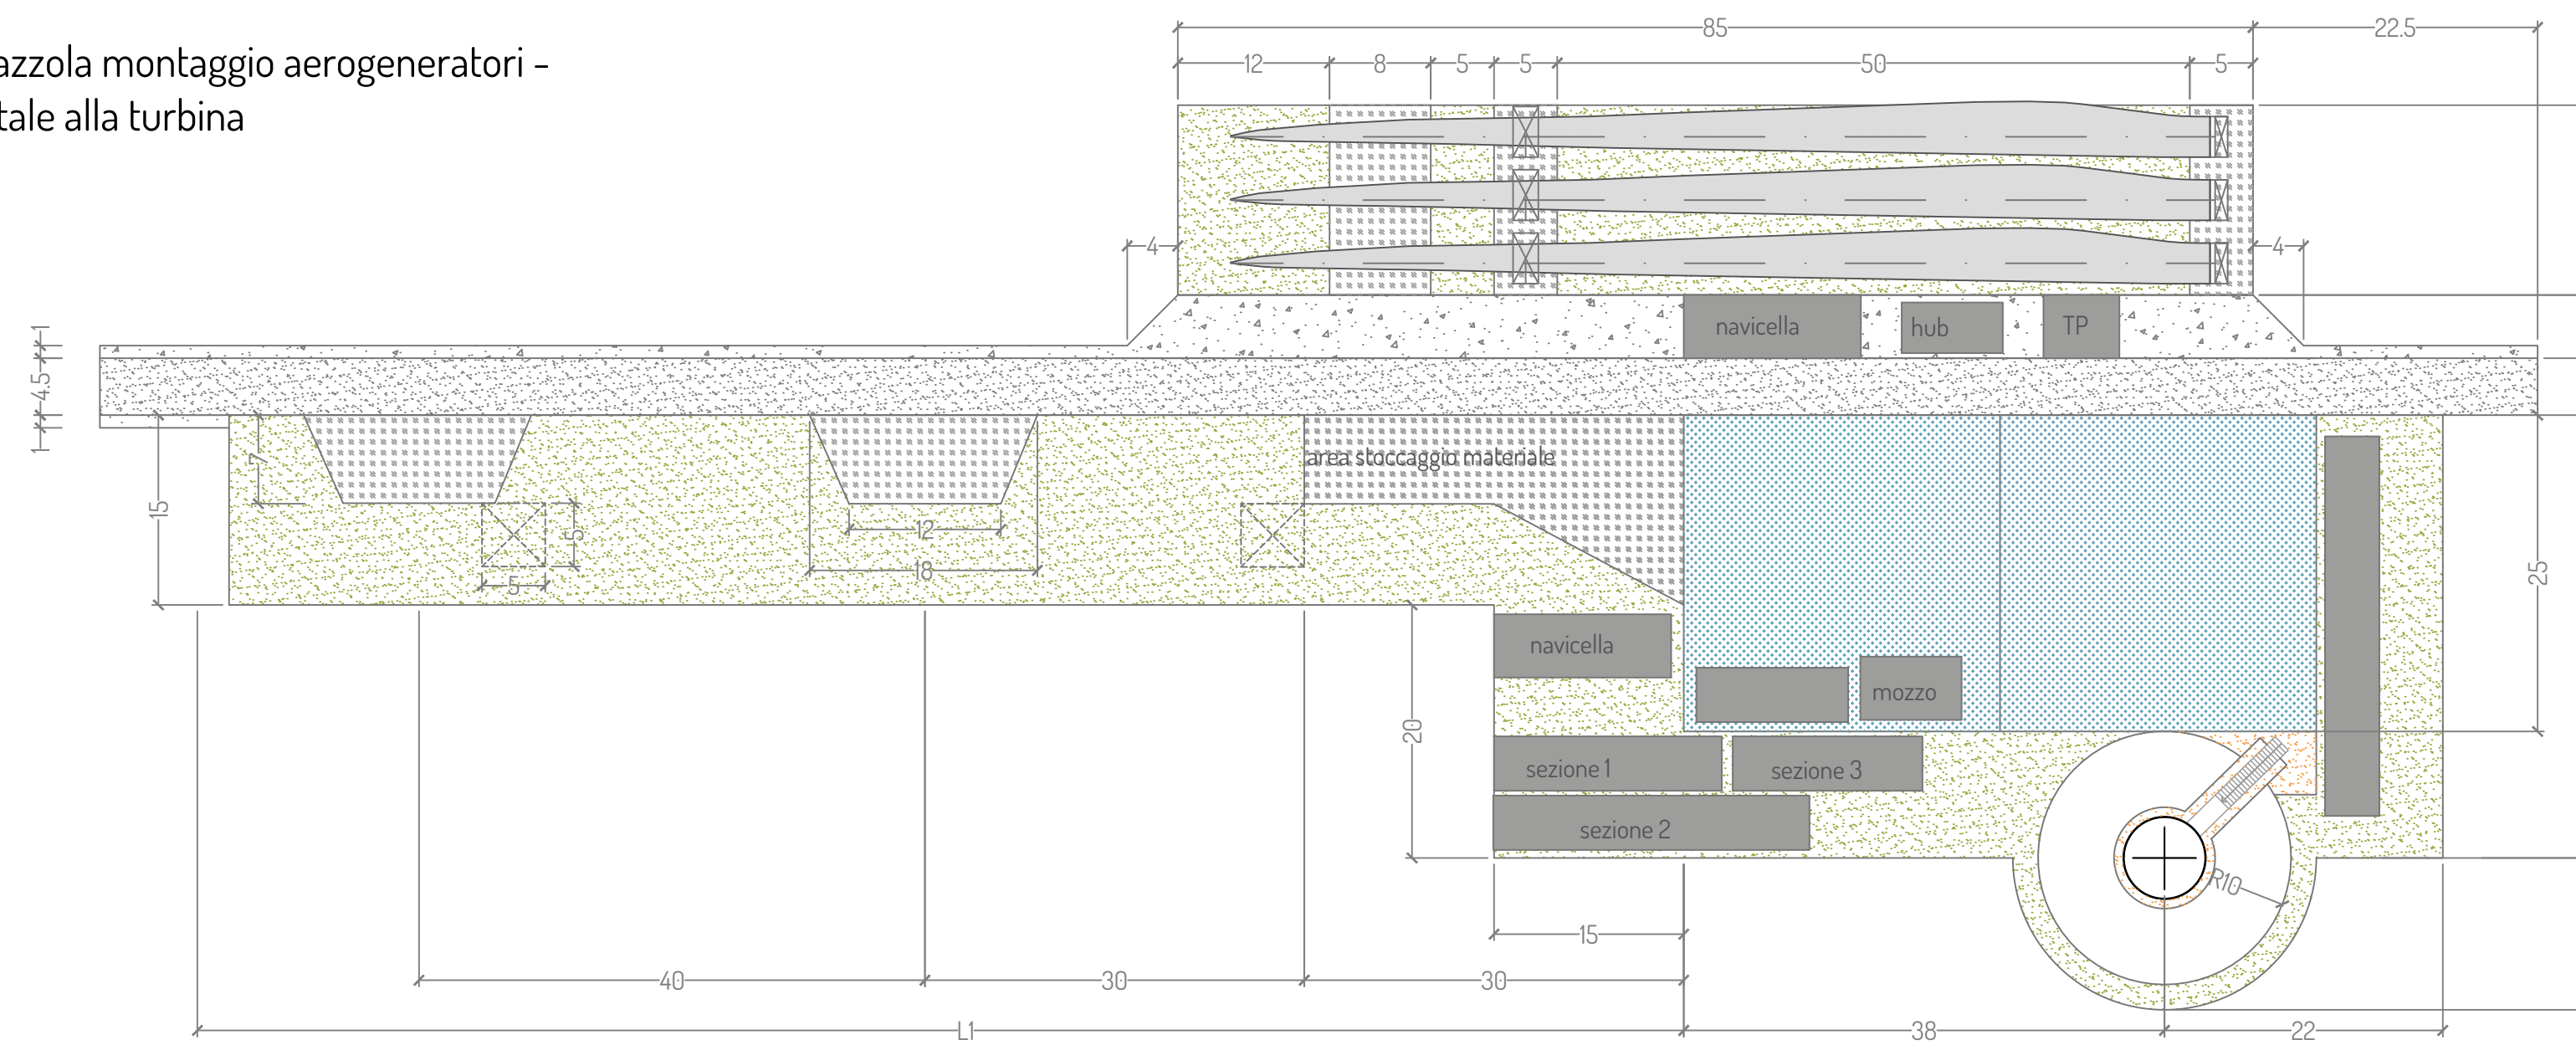 azzola montaggio aerogeneratori -
tale alla turbina
85
22.5
12
8
5
5
50
5
4
4
navicella
hub
TP
1
4.5
1
15
7
area stoccaggio materiale
12
18
5
5
25
navicella
mozzo
20
sezione 1
sezione 3
sezione 2
R10
15
40
30
30
L1
38
22